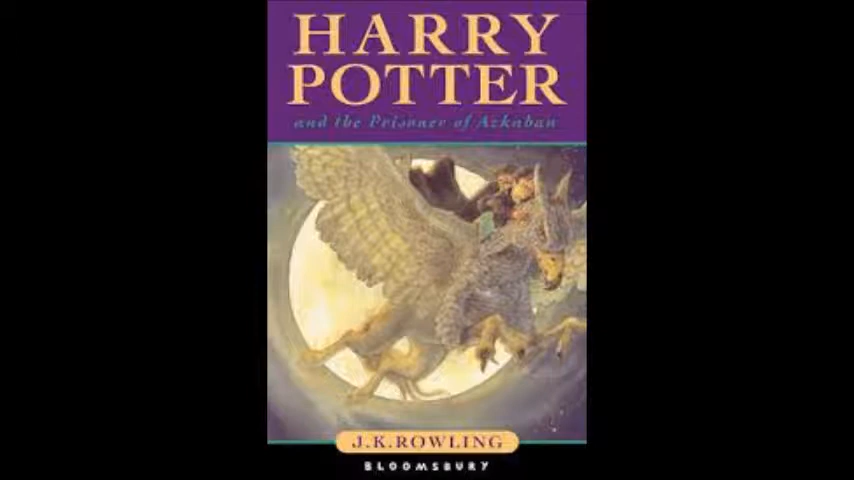 HARRY
POTTER
and the Prisoner of Azkaban
J.K.ROWLING
BLOOMSBURY